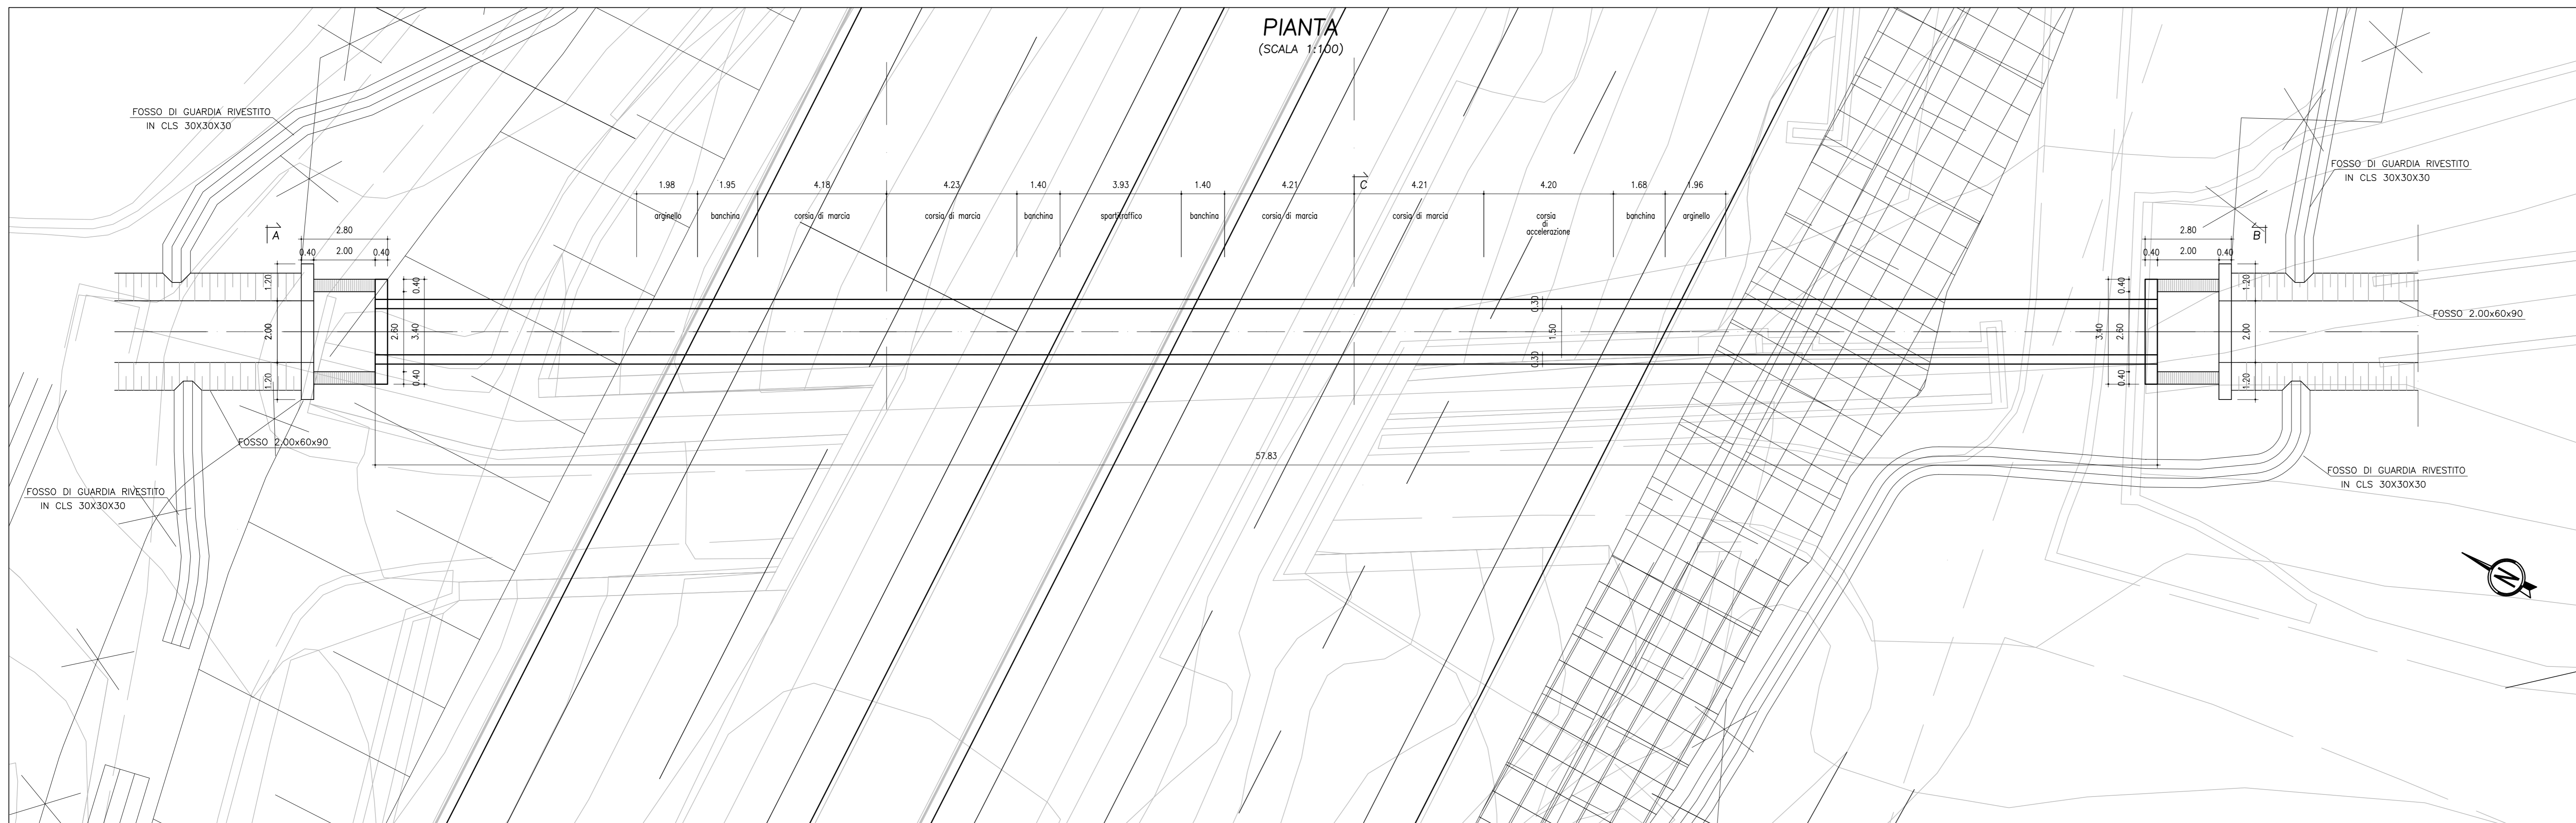 PIANTA
(SCALA 1:100)
FOSSO DI GUARDIA RIVESTITO
IN CLS 30X30X30
FOSSO DI GUARDIA RIVESTITO
IN CLS 30X30X30
1.98 1.95 4.18 4.23 1.40 3.93 1.40 4.21 C 4.21 4.20 1.68 1.96
arginello banchina corsia di marcia corsia di marcia banchina spartitraffico banchina corsia di marcia corsia di marcia corsia banchina arginello
di
accelerazione
A
2.80
0.40 2.00 0.40
1.20
2.00
1.20
0.40
2.60
3.40
0.40
0.30
1.50
0.30
B
2.80
0.40 2.00 0.40
0.40
3.40
2.60
0.40
1.20
2.00
1.20
FOSSO 2.00x60x90
FOSSO 2.00x60x90
57.83
FOSSO DI GUARDIA RIVESTITO
IN CLS 30X30X30
FOSSO DI GUARDIA RIVESTITO
IN CLS 30X30X30
N